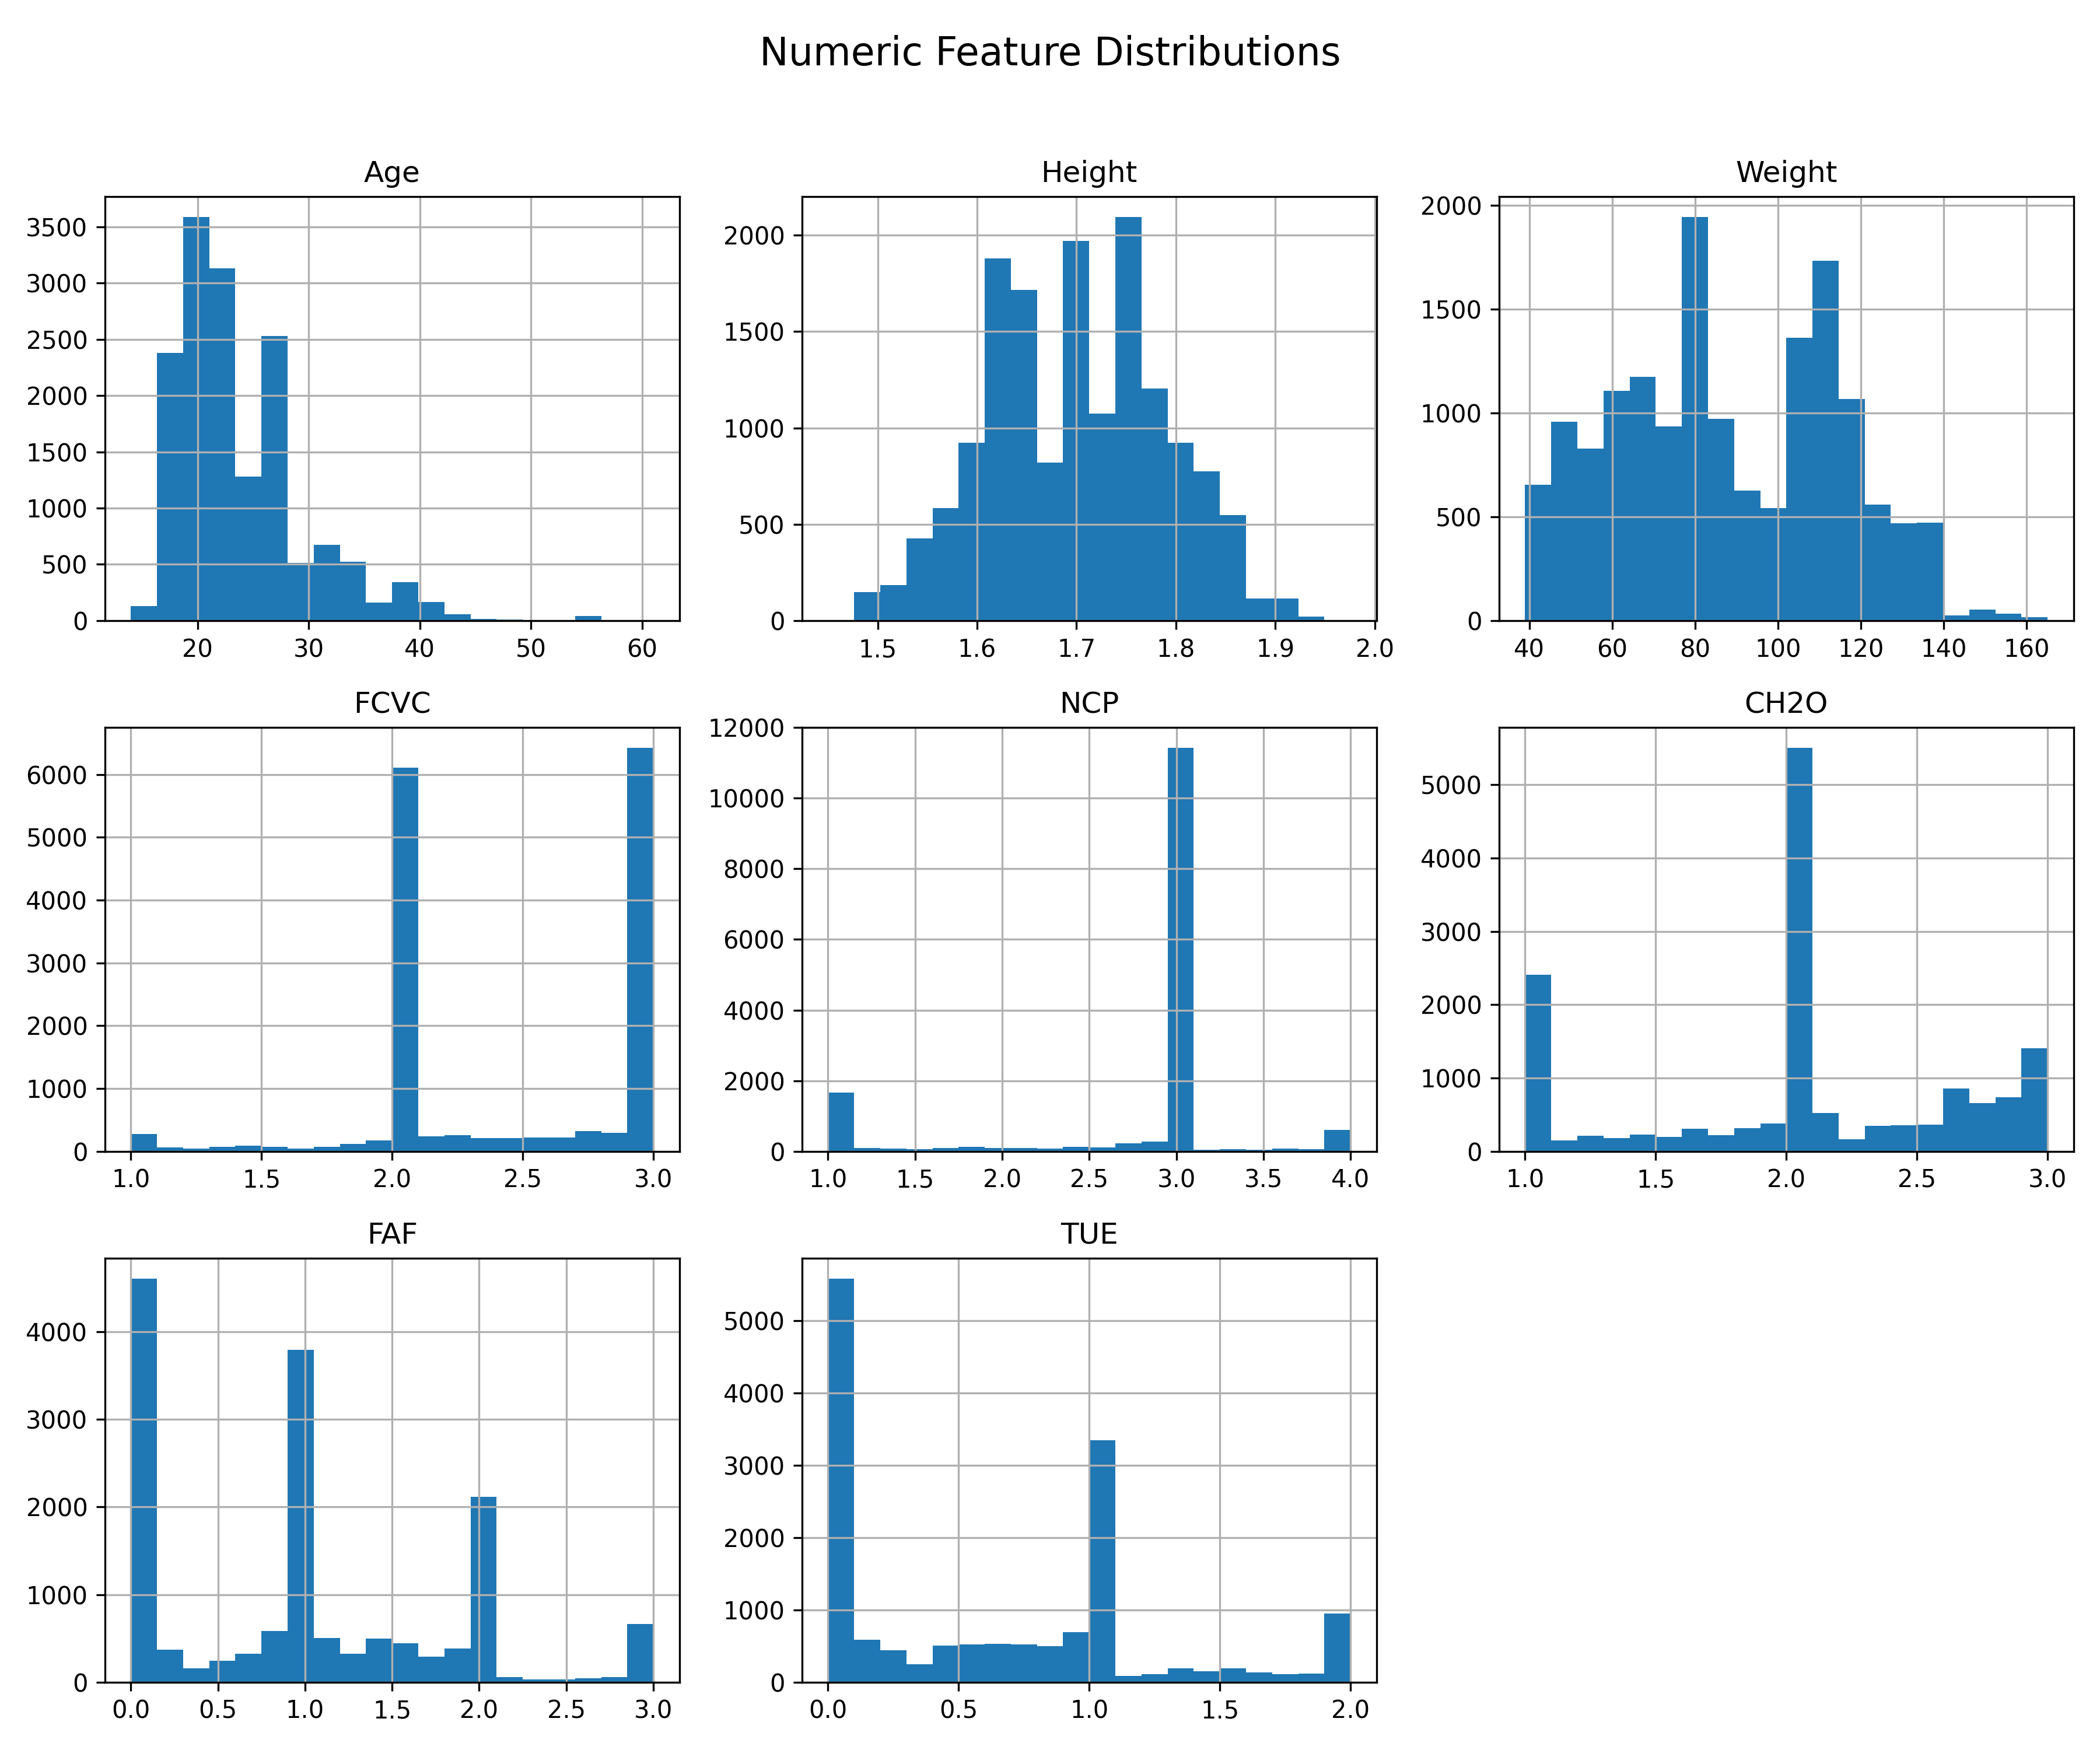 Numeric Feature Distributions
Age
Height
Weight
3500
3000
2500
2000
1500
1000
500
0
20 30 40 50 60
2000
1500
1000
500
0
1.5 1.6 1.7 1.8 1.9 2.0
2000
1500
1000
500
0
40 60 80 100 120 140 160
FCVC
NCP
CH2O
6000
5000
4000
3000
2000
1000
0
1.0 1.5 2.0 2.5 3.0
12000
10000
8000
6000
4000
2000
0
1.0 1.5 2.0 2.5 3.0 3.5 4.0
5000
4000
3000
2000
1000
0
1.0 1.5 2.0 2.5 3.0
FAF
TUE
4000
3000
2000
1000
0
0.0 0.5 1.0 1.5 2.0 2.5 3.0
5000
4000
3000
2000
1000
0
0.0 0.5 1.0 1.5 2.0